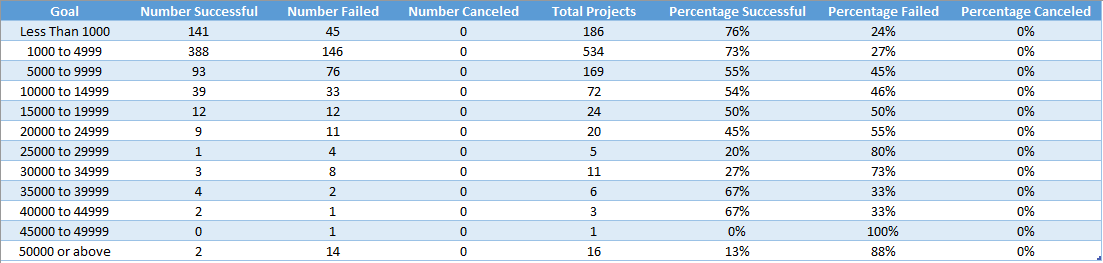 Goal Number Successful Number Failed Number Canceled Total Projects Percentage Successful Percentage Failed Percentage Canceled
Less Than 1000 141 45 0 186 76% 24% 0%
1000 to 4999 388 146 0 534 73% 27% 0%
5000 to 9999 93 76 0 169 55% 45% 0%
10000 to 14999 39 33 0 72 54% 46% 0%
15000 to 19999 12 12 0 24 50% 50% 0%
20000 to 24999 9 11 0 20 45% 55% 0%
25000 to 29999 1 4 0 5 20% 80% 0%
30000 to 34999 3 8 0 11 27% 73% 0%
35000 to 39999 4 2 0 6 67% 33% 0%
40000 to 44999 2 1 0 3 67% 33% 0%
45000 to 49999 0 1 0 1 0% 100% 0%
50000 or above 2 14 0 16 13% 88% 0%